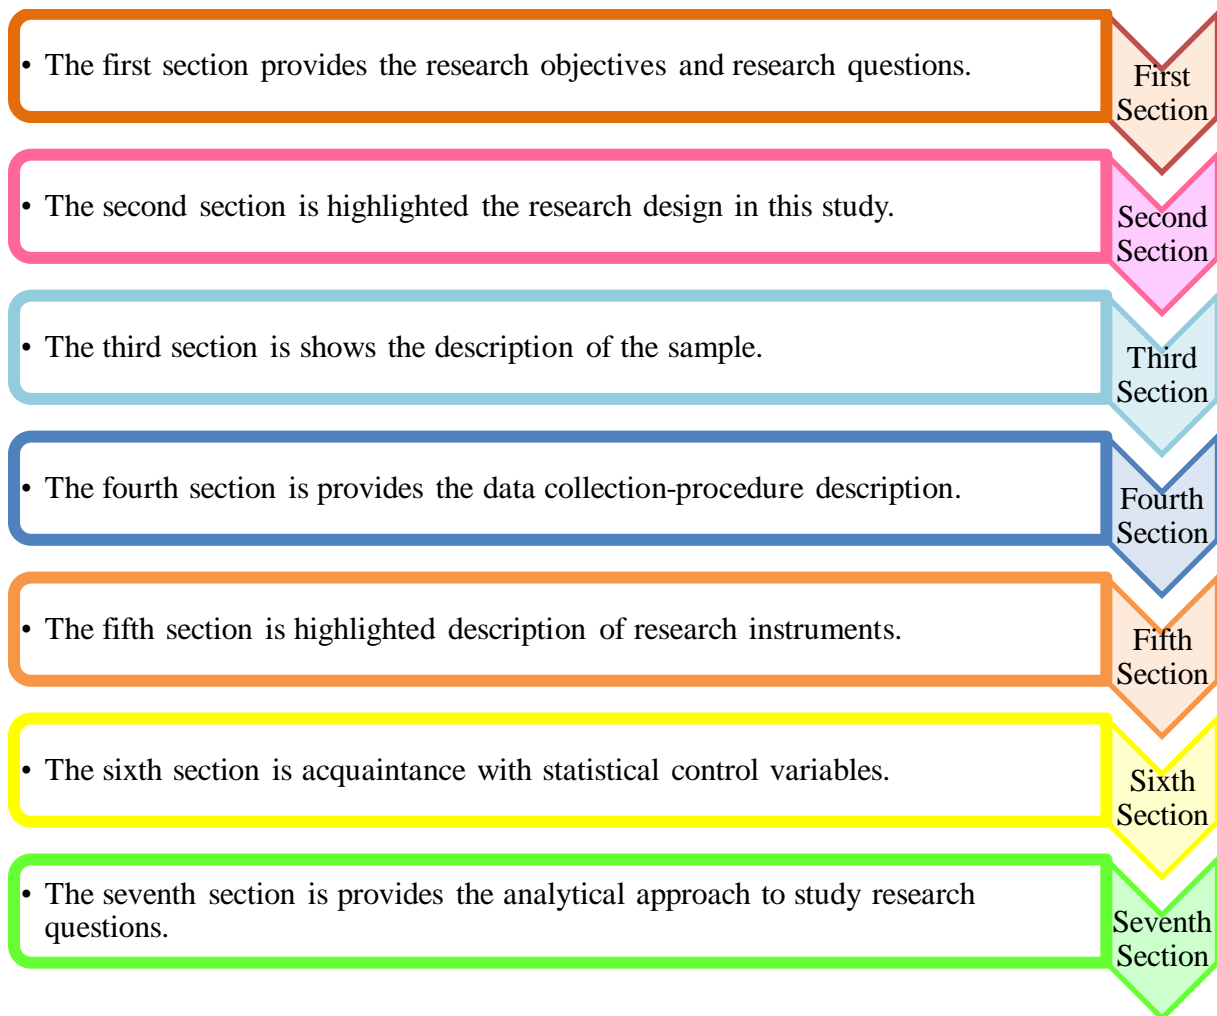 • The first section provides the research objectives and research questions.
First
Section
• The second section is highlighted the research design in this study.
Second
Section
• The third section is shows the description of the sample.
Third
Section
• The fourth section is provides the data collection-procedure description.
Fourth
Section
• The fifth section is highlighted description of research instruments.
Fifth
Section
• The sixth section is acquaintance with statistical control variables.
Sixth
Section
• The seventh section is provides the analytical approach to study research
questions.
Seventh
Section